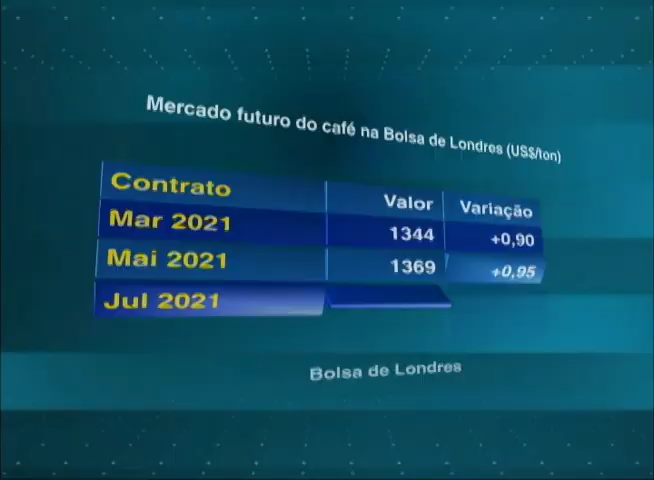 Mercado futuro do café na Bolsa de Londres (US$/ton)
Contrato Valor Variação
Mar 2021 1344 +0,90
Mai 2021 1369 +0,95
Jul 2021
Bolsa de Londres